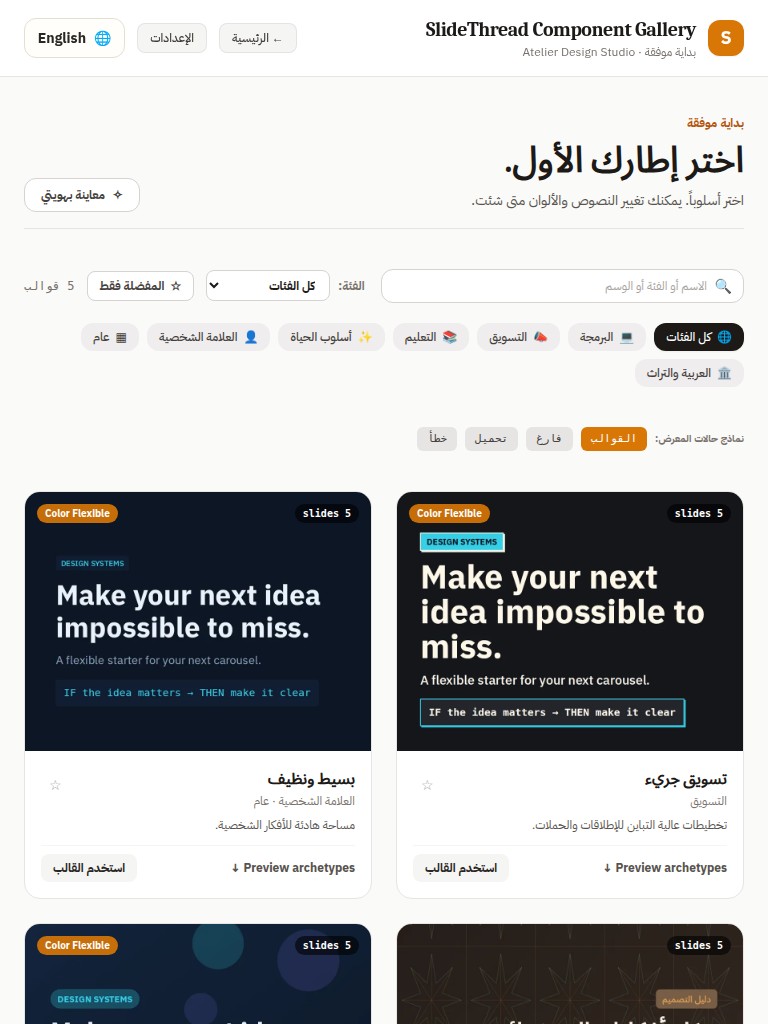 S
SlideThread Component Gallery
بداية موفقة · Atelier Design Studio
← الرئيسية
الإعدادات
🌐 English
بداية موفقة
اختر إطارك الأول.
اختر أسلوباً. يمكنك تغيير النصوص والألوان متى شئت.
✧ معاينة بهويتي
🔍 الاسم أو الفئة أو الوسم
الفئة:
كل الفئات
☆ المفضلة فقط
5 قوالب
🌐 كل الفئات
💻 البرمجة
📣 التسويق
📚 التعليم
✨ أسلوب الحياة
👤 العلامة الشخصية
▦ عام
🏛️ العربية والتراث
نماذج حالات المعرض:
القوالب
فارغ
تحميل
خطأ
Color Flexible
slides 5
DESIGN SYSTEMS
Make your next
idea impossible to
miss.
A flexible starter for your next carousel.
IF the idea matters → THEN make it clear
تسويق جريء
☆
التسويق
تخطيطات عالية التباين للإطلاقات والحملات.
↓ Preview archetypes
استخدم القالب
Color Flexible
slides 5
DESIGN SYSTEMS
Make your next idea
impossible to miss.
A flexible starter for your next carousel.
IF the idea matters → THEN make it clear
بسيط ونظيف
☆
العلامة الشخصية · عام
مساحة هادئة للأفكار الشخصية.
↓ Preview archetypes
استخدم القالب
slides 5
دليل التصميم
Color Flexible
slides 5
DESIGN SYSTEMS